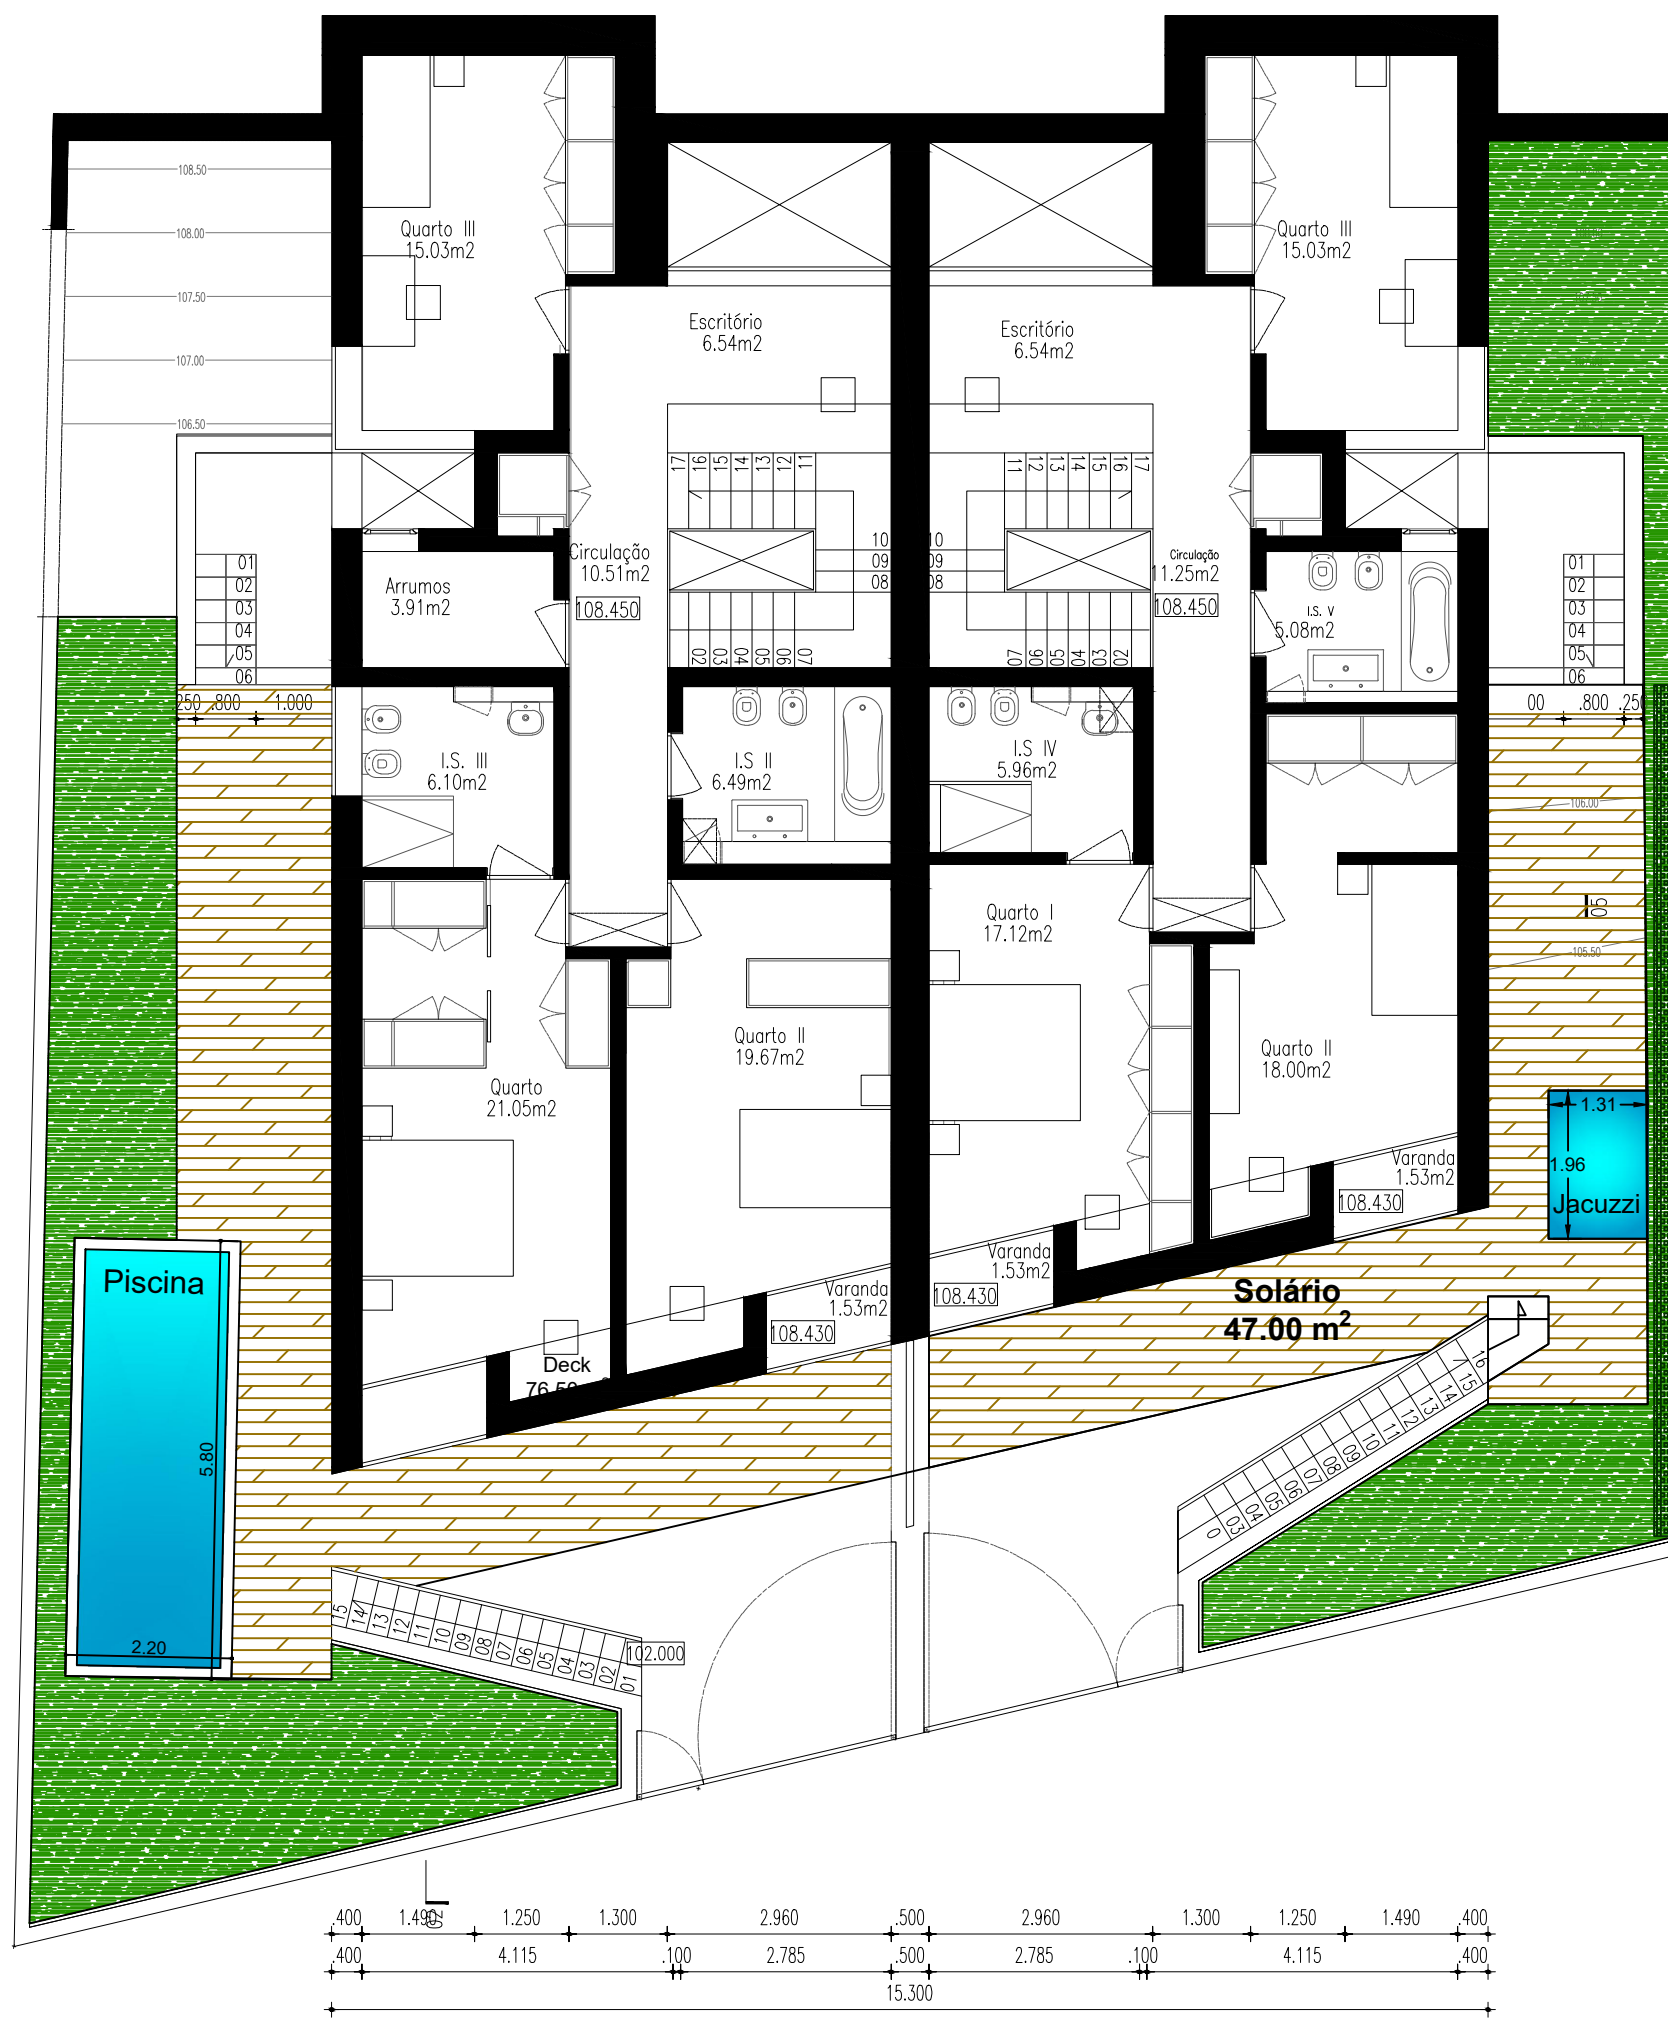 108.50
108.00
107.50
107.00
106.50
Quarto III
15.03m2
Quarto III
15.03m2
Escritório
6.54m2
Escritório
6.54m2
17 16 15 14 13 12 11
11 12 13 14 15 16 17
10
09
08
10
09
08
02 03 04 05 06 07
07 06 05 04 03 02
Circulação
10.51m2
108.450
Circulação
11.25m2
108.450
Arrumos
3.91m2
01
02
03
04
05
06
01
02
03
04
05
06
I.S. V
5.08m2
.800 1.000
.800 .250
I.S. III
6.10m2
I.S II
6.49m2
I.S IV
5.96m2
106.00
05
105.50
Quarto I
17.12m2
Quarto II
19.67m2
Quarto II
18.00m2
Quarto
21.05m2
1.31
1.96
Jacuzzi
Varanda
1.53m2
108.430
Varanda
1.53m2
108.430
Varanda
1.53m2
108.430
Solário
47.00 m2
Piscina
5.80
2.20
Deck
16 15 14 13 12 11 10 09 08 07 06 05 04 03 0
15 14 13 12 11 10 09 08 07 06 05 04 03 02 01
102.000
02
.400 1.490 1.250 1.300 2.960 .500 2.960 1.300 1.250 1.490 .400
.400 4.115 .100 2.785 .500 2.785 .100 4.115 .400
15.300